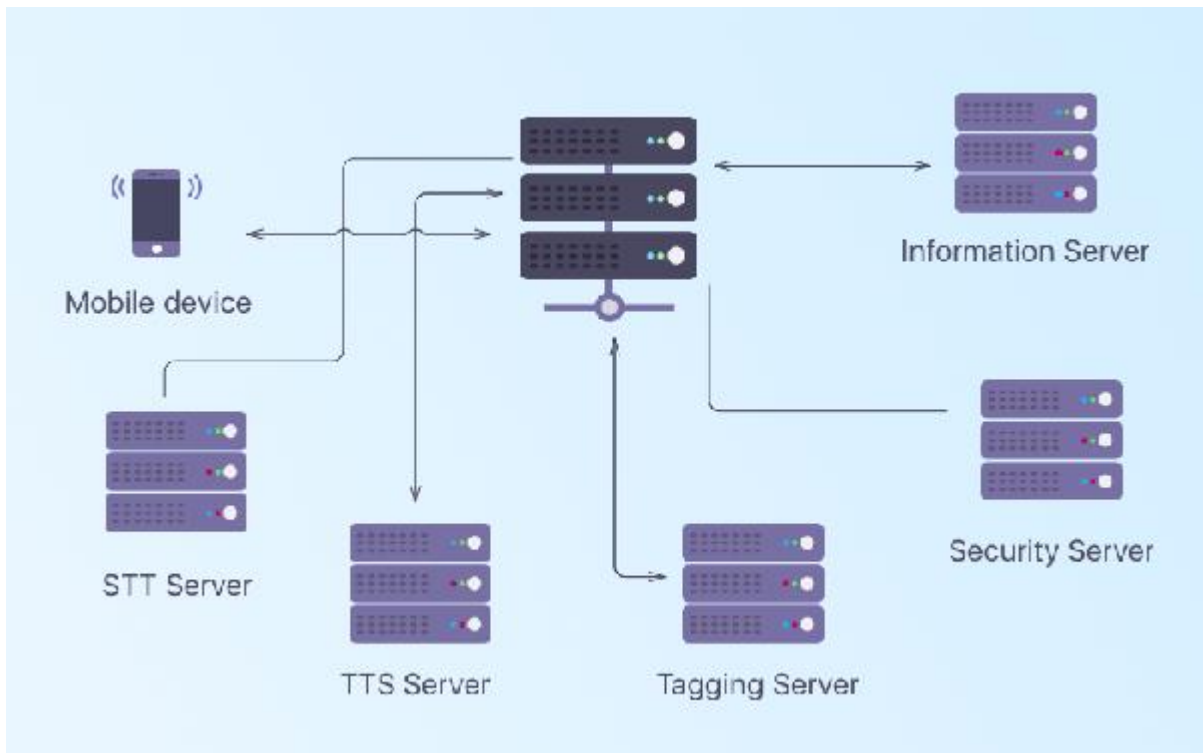 Information Server
Mobile device
Security Server
STT Server
TTS Server
Tagging Server